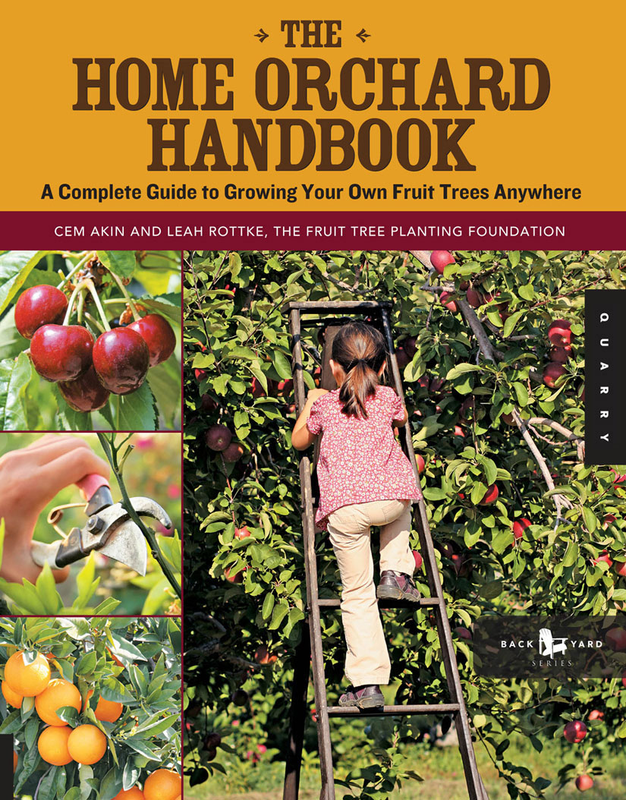 THE
HOME ORCHARD
HANDBOOK
A Complete Guide to Growing Your Own Fruit Trees Anywhere
CEM AKIN AND LEAH ROTTKE, THE FRUIT TREE PLANTING FOUNDATION
QUARRY
BACK YARD
SERIES